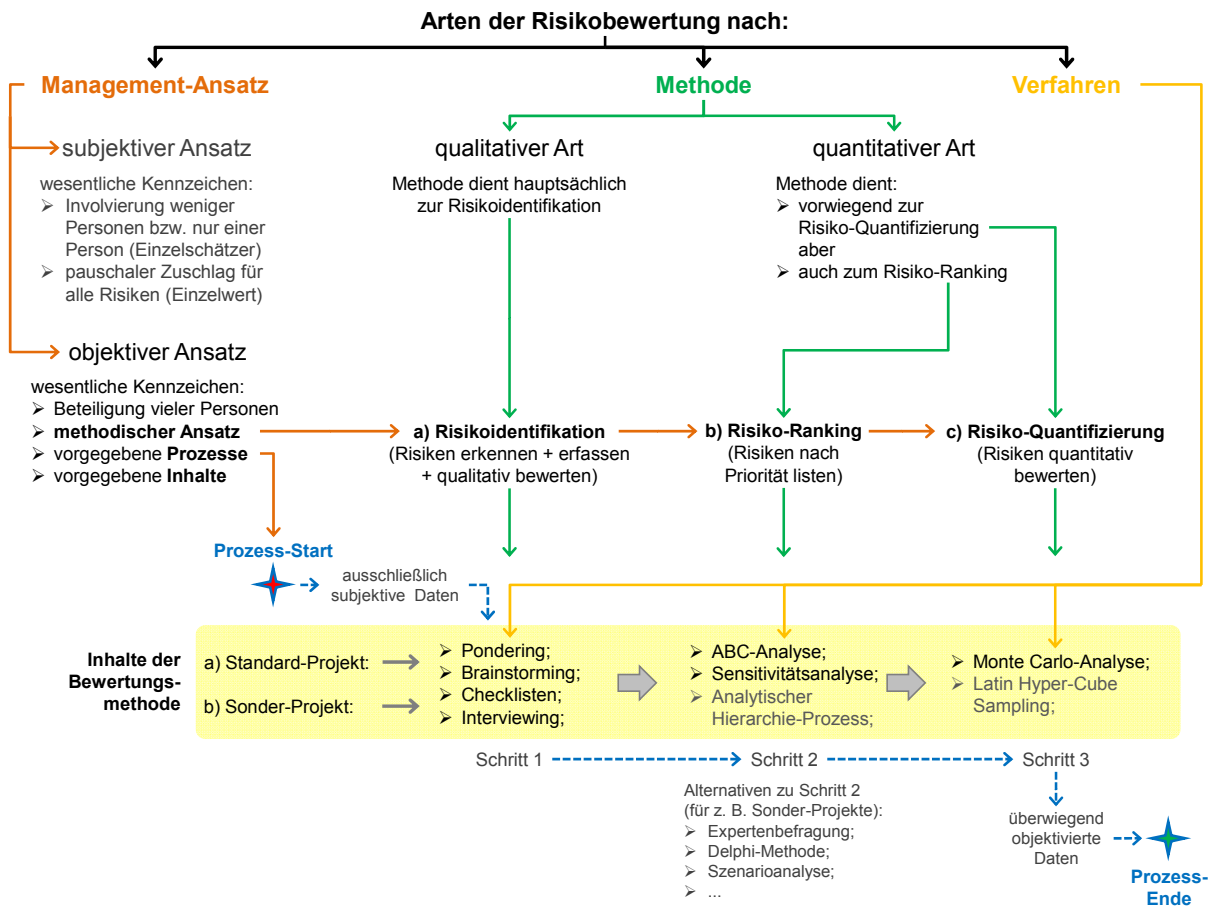 Arten der Risikobewertung nach:
Management-Ansatz
Methode
Verfahren
subjektiver Ansatz
wesentliche Kennzeichen:
➢ Involvierung weniger
Personen bzw. nur einer
Person (Einzelschätzer)
➢ pauschaler Zuschlag für
alle Risiken (Einzelwert)
qualitativer Art
Methode dient hauptsächlich
zur Risikoidentifikation
quantitativer Art
Methode dient:
➢ vorwiegend zur
Risiko-Quantifizierung
aber
➢ auch zum Risiko-Ranking
objektiver Ansatz
wesentliche Kennzeichen:
➢ Beteiligung vieler Personen
➢ methodischer Ansatz
➢ vorgegebene Prozesse
➢ vorgegebene Inhalte
a) Risikoidentifikation
(Risiken erkennen + erfassen
+ qualitativ bewerten)
b) Risiko-Ranking
(Risiken nach
Priorität listen)
c) Risiko-Quantifizierung
(Risiken quantitativ
bewerten)
Prozess-Start
ausschließlich
subjektive Daten
Inhalte der
Bewertungs-
methode
a) Standard-Projekt:
b) Sonder-Projekt:
➢ Pondering;
➢ Brainstorming;
➢ Checklisten;
➢ Interviewing;
➢ ABC-Analyse;
➢ Sensitivitätsanalyse;
➢ Analytischer
Hierarchie-Prozess;
➢ Monte Carlo-Analyse;
➢ Latin Hyper-Cube
Sampling;
Schritt 1
Schritt 2
Schritt 3
Alternativen zu Schritt 2
(für z. B. Sonder-Projekte):
➢ Expertenbefragung;
➢ Delphi-Methode;
➢ Szenarioanalyse;
➢ ...
überwiegend
objektivierte
Daten
Prozess-
Ende